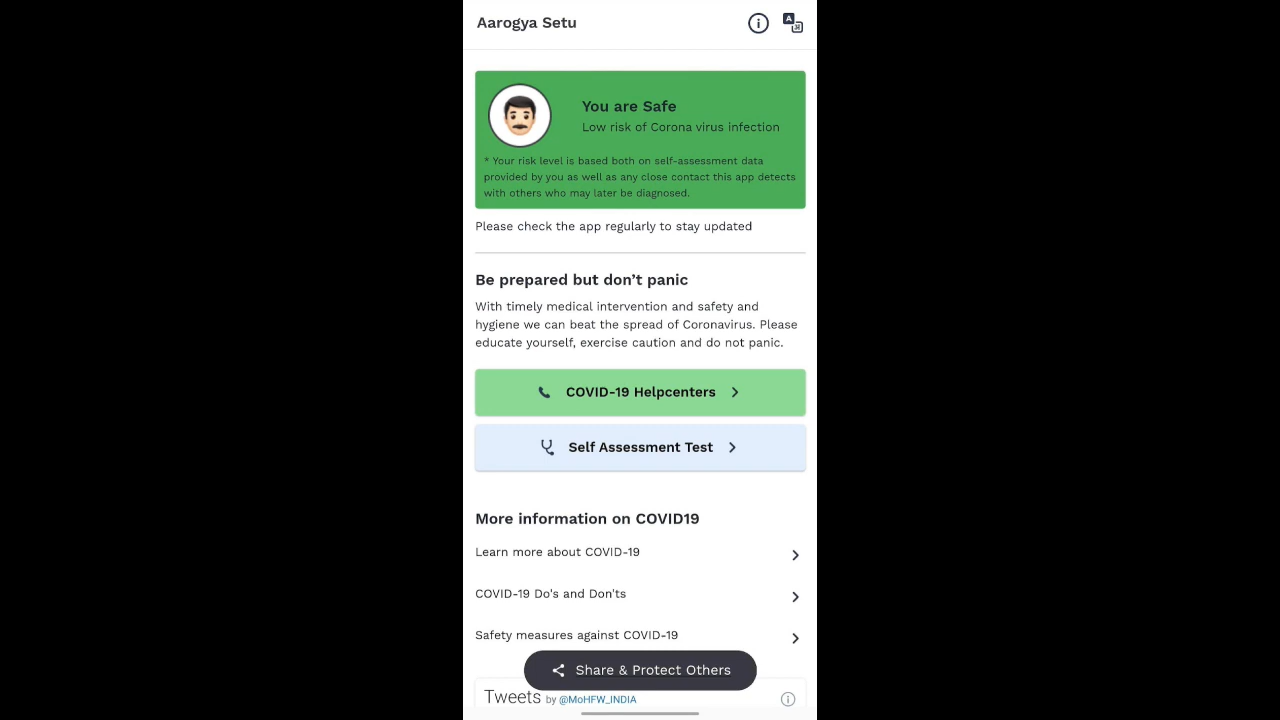 Aarogya Setu
You are Safe
Low risk of Corona virus infection
* Your risk level is based both on self-assessment data
provided by you as well as any close contact this app detects
with others who may later be diagnosed.
Please check the app regularly to stay updated
Be prepared but don’t panic
With timely medical intervention and safety and
hygiene we can beat the spread of Coronavirus. Please
educate yourself, exercise caution and do not panic.
COVID-19 Helpcenters
Self Assessment Test
More information on COVID19
Learn more about COVID-19
COVID-19 Do's and Don'ts
Safety measures against COVID-19
Share & Protect Others
Tweets by @MoHFW_INDIA